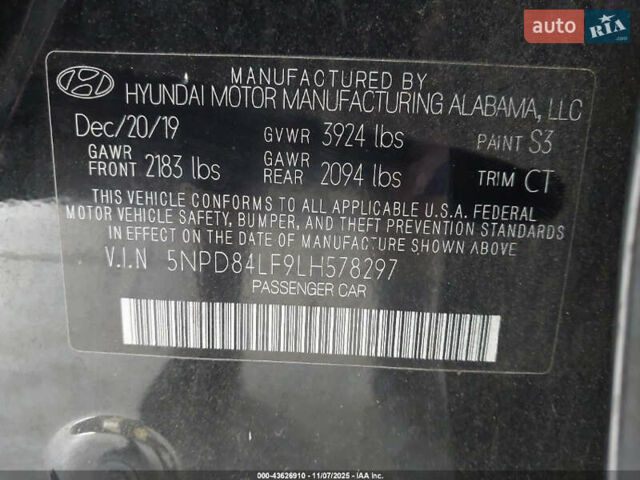 auto RIA
.com
MANUFACTURED BY
HYUNDAI MOTOR MANUFACTURING ALABAMA, LLC
Dec/20/19 GVWR 3924 lbs PAINT S3
GAWR FRONT 2183 lbs GAWR REAR 2094 lbs TRIM CT
THIS VEHICLE CONFORMS TO ALL APPLICABLE U.S.A. FEDERAL
MOTOR VEHICLE SAFETY, BUMPER, AND THEFT PREVENTION STANDARDS
IN EFFECT ON THE DATE OF MANUFACTURE SHOWN ABOVE
V.I.N 5NPD84LF9LH578297
PASSENGER CAR
000-43626910 - 11/07/2025 - IAAI.COM